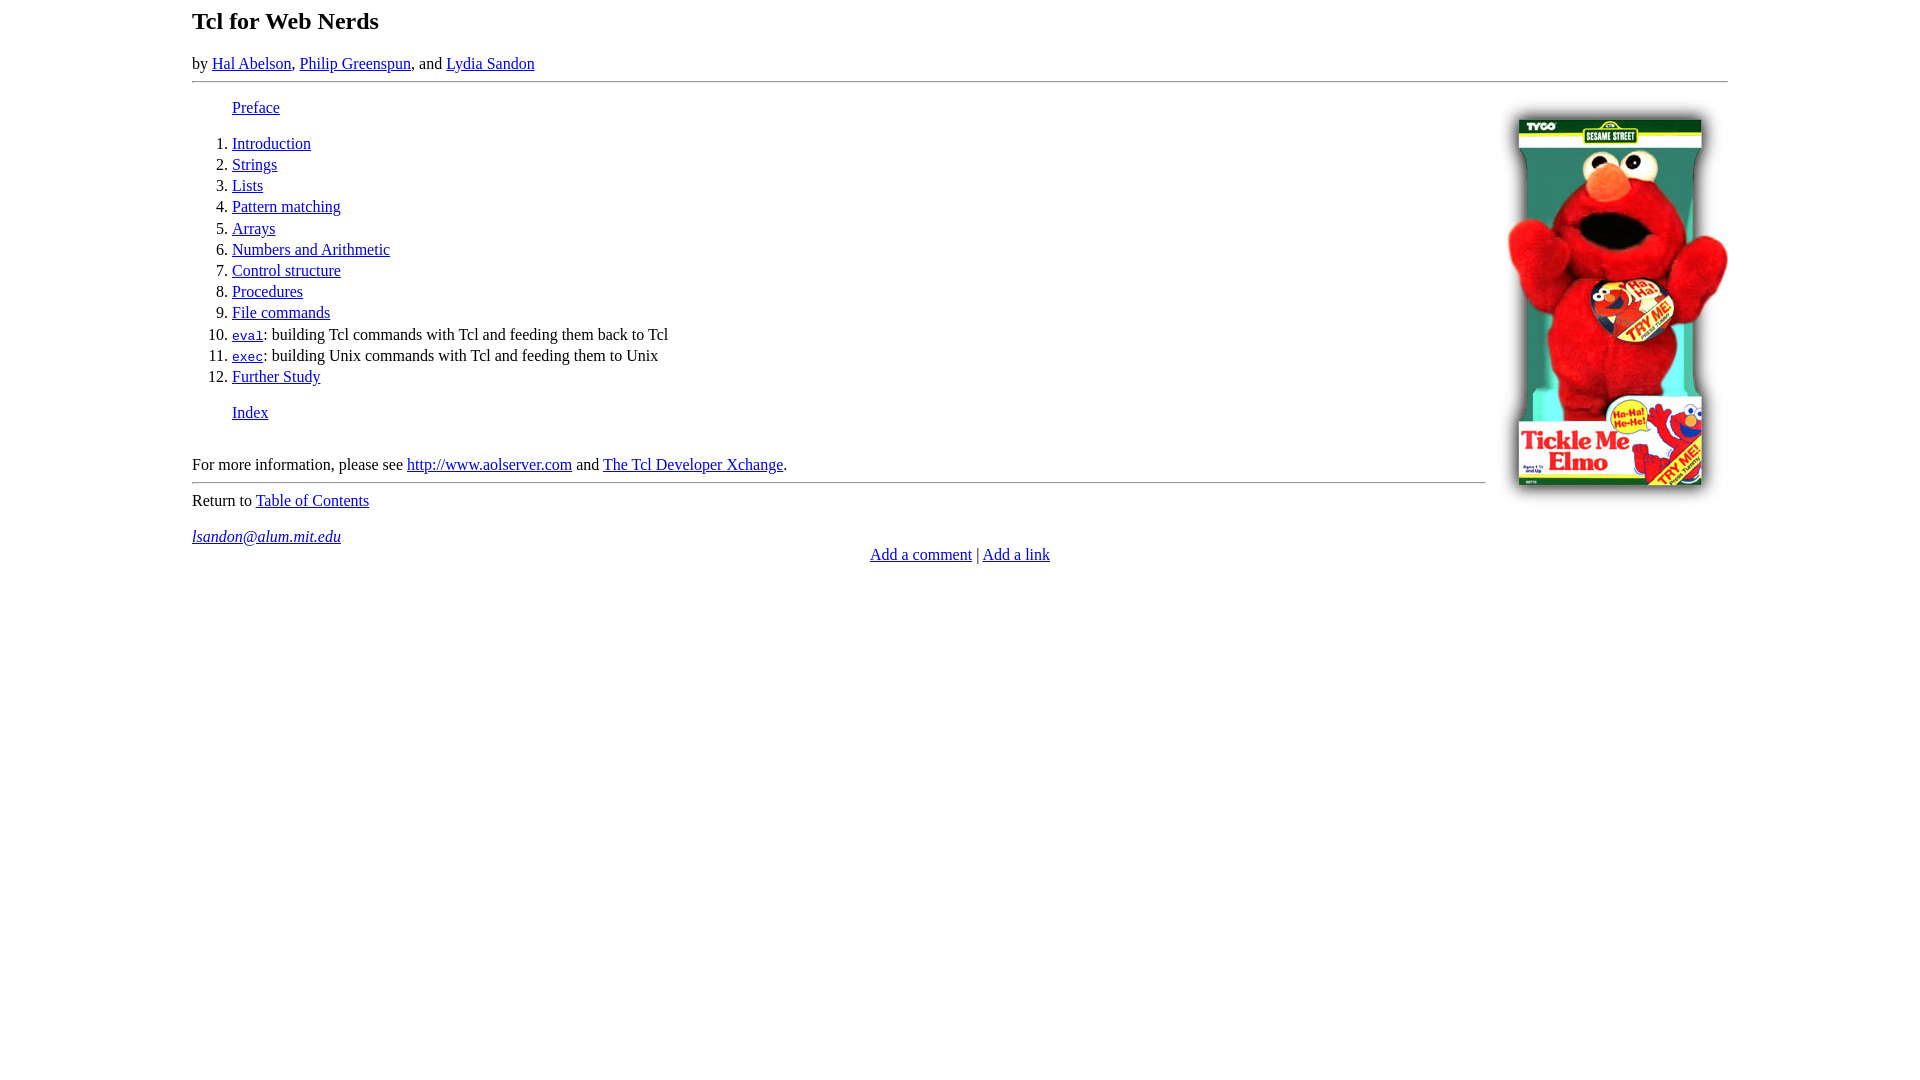 Tcl for Web Nerds
by Hal Abelson, Philip Greenspun, and Lydia Sandon
Preface
1. Introduction
2. Strings
3. Lists
4. Pattern matching
5. Arrays
6. Numbers and Arithmetic
7. Control structure
8. Procedures
9. File commands
10. eval: building Tcl commands with Tcl and feeding them back to Tcl
11. exec: building Unix commands with Tcl and feeding them to Unix
12. Further Study
Index
For more information, please see http://www.aolserver.com and The Tcl Developer Xchange.
Return to Table of Contents
lsandon@alum.mit.edu
Add a comment | Add a link
TYCO
SESAME STREET
Ha-Ha!
TRY ME!
Ha-Ha!
He-He!
Tickle Me
Elmo
TRY ME!